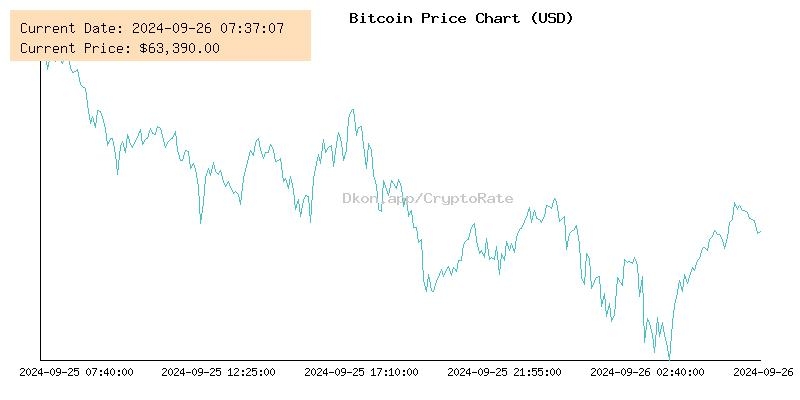 Bitcoin Price Chart (USD)
Current Date: 2024-09-26 07:37:07
Current Price: $63,390.00
Dkon.app/CryptoRate
2024-09-25 07:40:00 2024-09-25 12:25:00 2024-09-25 17:10:00 2024-09-25 21:55:00 2024-09-26 02:40:00 2024-09-26